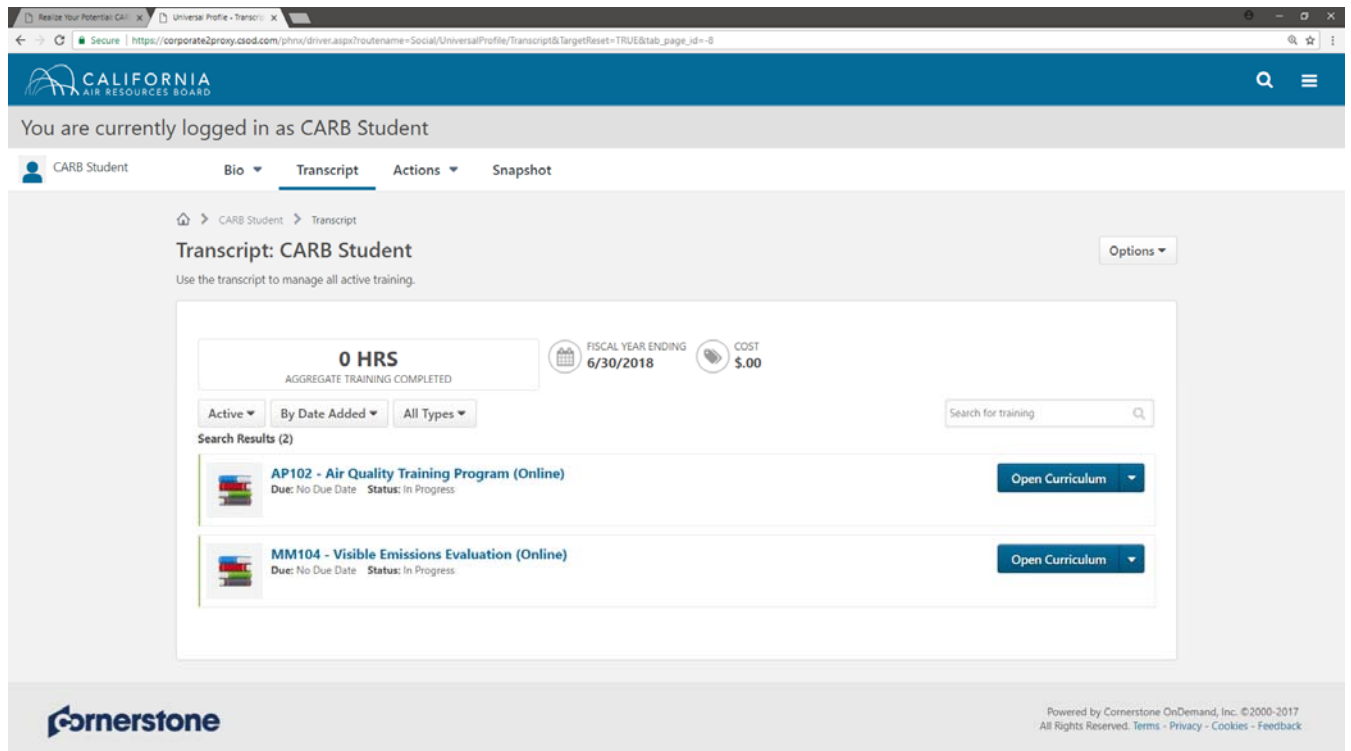 Realize Your Potential: CAR
Universal Profile - Transcrip
Secure | https://corporate2proxy.csod.com/phnx/driver.aspx?routename=Social/UniversalProfile/Transcript&TargetReset=TRUE&tab_page_id=-8
CALIFORNIA
AIR RESOURCES BOARD
You are currently logged in as CARB Student
CARB Student
Bio Transcript Actions Snapshot
CARB Student Transcript
Transcript: CARB Student
Options
Use the transcript to manage all active training.
0 HRS
AGGREGATE TRAINING COMPLETED
FISCAL YEAR ENDING
6/30/2018
COST
$.00
Active By Date Added All Types
Search for training
Search Results (2)
AP102 - Air Quality Training Program (Online)
Due: No Due Date Status: In Progress
Open Curriculum
MM104 - Visible Emissions Evaluation (Online)
Due: No Due Date Status: In Progress
Open Curriculum
Cornerstone
Powered by Cornerstone OnDemand, Inc. ©2000-2017
All Rights Reserved. Terms - Privacy - Cookies - Feedback